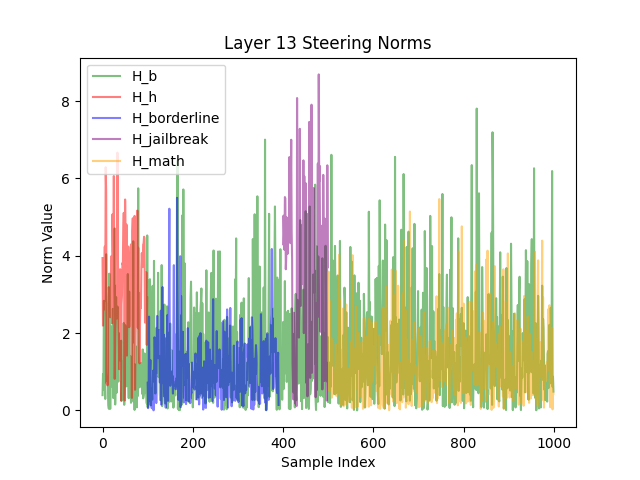 Layer 13 Steering Norms
H_b
H_h
H_borderline
H_jailbreak
H_math
Norm Value
8
6
4
2
0
0 200 400 600 800 1000
Sample Index